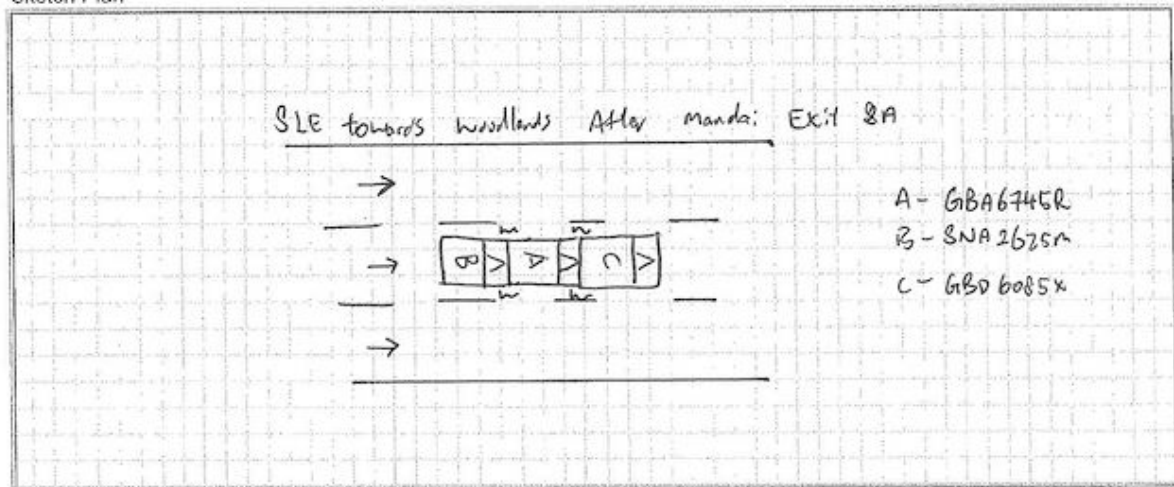 SLE towards woodlands After mandai Exit 8A
A - GBA6745R
B - SNA2625M
C - GBD6085X
B A C